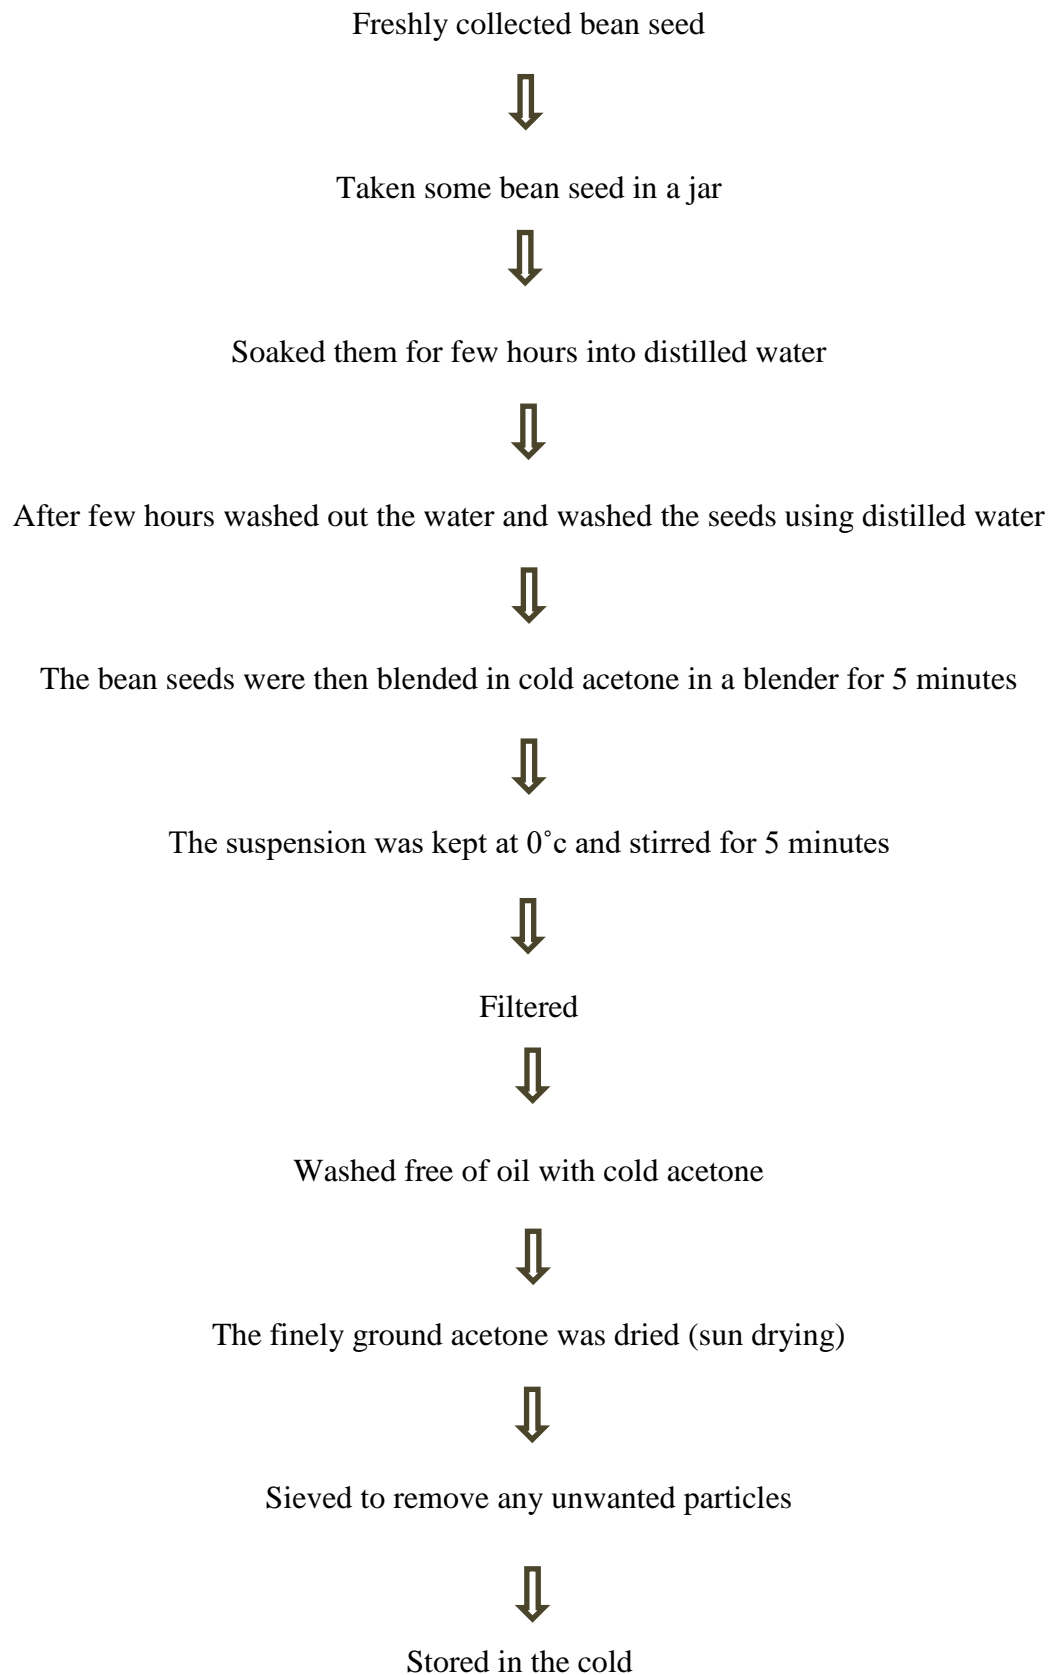 Freshly collected bean seed
Taken some bean seed in a jar
Soaked them for few hours into distilled water
After few hours washed out the water and washed the seeds using distilled water
The bean seeds were then blended in cold acetone in a blender for 5 minutes
The suspension was kept at 0˚c and stirred for 5 minutes
Filtered
Washed free of oil with cold acetone
The finely ground acetone was dried (sun drying)
Sieved to remove any unwanted particles
Stored in the cold